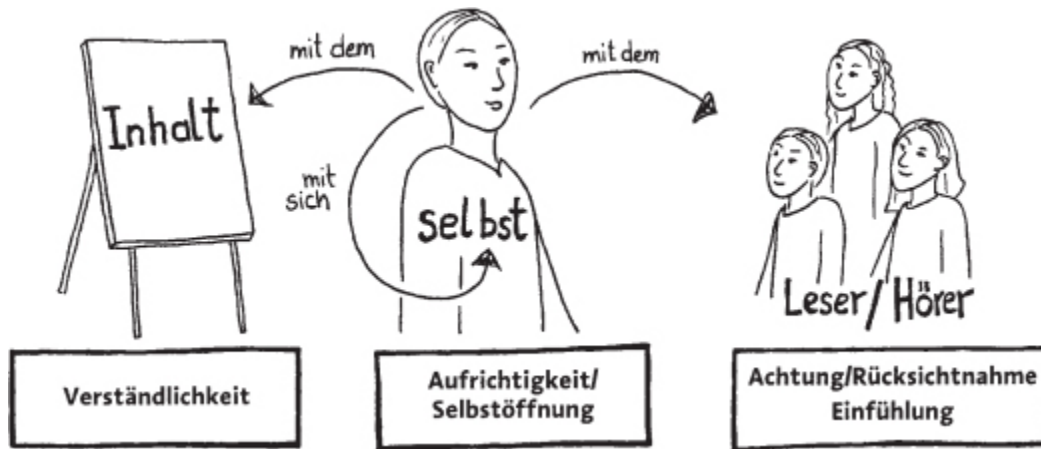 mit dem
mit dem
Inhalt
mit
sich
Selbst
Leser/Hörer
Verständlichkeit
Aufrichtigkeit/
Selbstöffnung
Achtung/Rücksichtnahme
Einfühlung